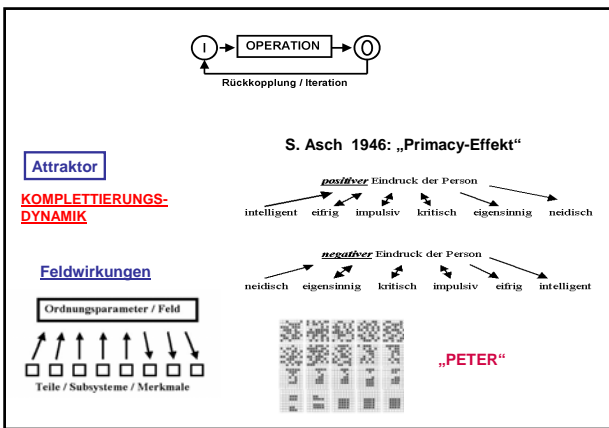 I OPERATION O
Rückkopplung / Iteration
S. Asch 1946: „Primacy-Effekt“
Attraktor
KOMPLETTIERUNGS-
DYNAMIK
positiver Eindruck der Person
intelligent eifrig impulsiv kritisch eigensinnig neidisch
negativer Eindruck der Person
neidisch eigensinnig kritisch impulsiv eifrig intelligent
Feldwirkungen
Ordnungsparameter / Feld
Teile / Subsysteme / Merkmale
„PETER“